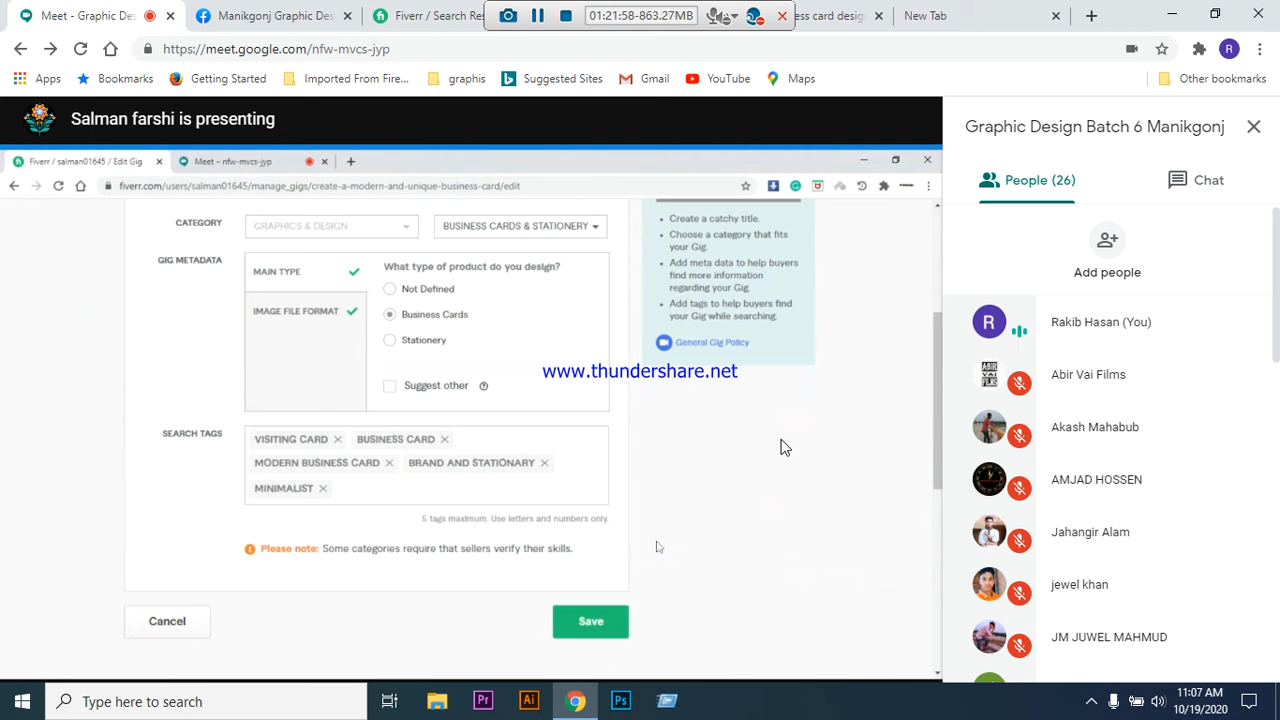 Meet - Graphic Des
Manikgonj Graphic Des
Fiverr / Search Res
01:21:58-863.27MB
ess card desig
New Tab
https://meet.google.com/nfw-mvcs-jyp
R
Apps
Bookmarks
Getting Started
Imported From Fire...
graphis
Suggested Sites
Gmail
YouTube
Maps
Other bookmarks
Salman farshi is presenting
Graphic Design Batch 6 Manikgonj
Fiverr / salman01645 / Edit Gig
Meet – nfw-mvcs-jyp
fiverr.com/users/salman01645/manage_gigs/create-a-modern-and-unique-business-card/edit
People (26)
Chat
CATEGORY
GRAPHICS & DESIGN
BUSINESS CARDS & STATIONERY
GIG METADATA
MAIN TYPE
IMAGE FILE FORMAT
What type of product do you design?
Not Defined
Business Cards
Stationery
Suggest other
• Create a catchy title.
• Choose a category that fits
your Gig.
• Add meta data to help buyers
find more information
regarding your Gig.
• Add tags to help buyers find
your Gig while searching.
General Gig Policy
www.thundershare.net
SEARCH TAGS
VISITING CARD
BUSINESS CARD
MODERN BUSINESS CARD
BRAND AND STATIONARY
MINIMALIST
5 tags maximum. Use letters and numbers only.
Please note: Some categories require that sellers verify their skills.
Cancel
Save
Add people
R
Rakib Hasan (You)
ABIR
VAI
FILMS
Abir Vai Films
Akash Mahabub
AMJAD HOSSEN
Jahangir Alam
jewel khan
JM JUWEL MAHMUD
Type here to search
Pr
Ai
Ps
11:07 AM
10/19/2020